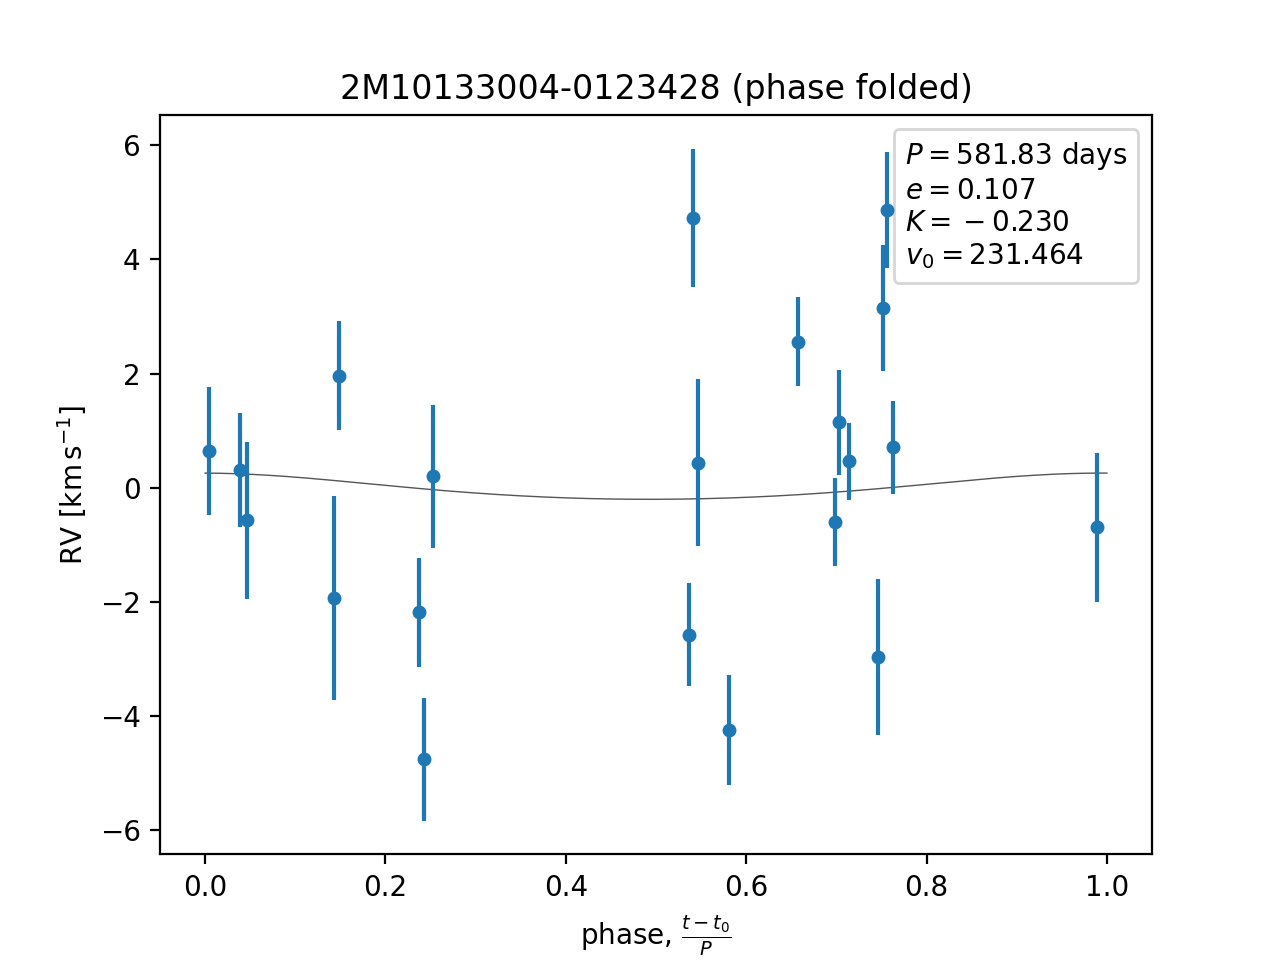 2M10133004-0123428 (phase folded)
P = 581.83 days
e = 0.107
K = −0.230
v₀ = 231.464
RV [km s⁻¹]
6
4
2
0
−2
−4
−6
0.0 0.2 0.4 0.6 0.8 1.0
phase, (t − t₀)/P